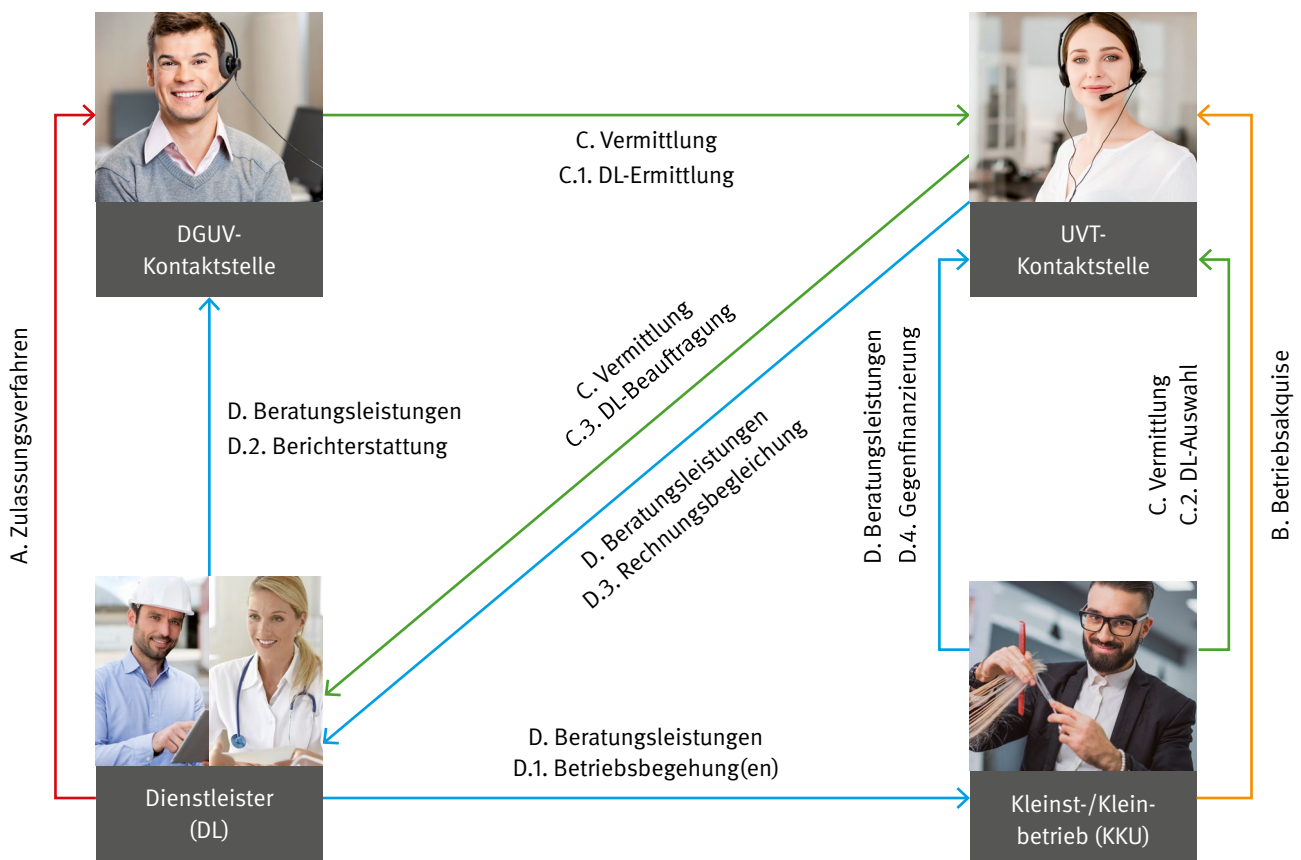 C. Vermittlung
C.1. DL-Ermittlung
DGUV-
Kontaktstelle
UVT-
Kontaktstelle
A. Zulassungsverfahren
D. Beratungsleistungen
D.2. Berichterstattung
C. Vermittlung
C.3. DL-Beauftragung
D. Beratungsleistungen
D.3. Rechnungsbegleichung
D. Beratungsleistungen
D.4. Gegenfinanzierung
C. Vermittlung
C.2. DL-Auswahl
B. Betriebsakquise
D. Beratungsleistungen
D.1. Betriebsbegehung(en)
Dienstleister
(DL)
Kleinst-/Klein-
betrieb (KKU)